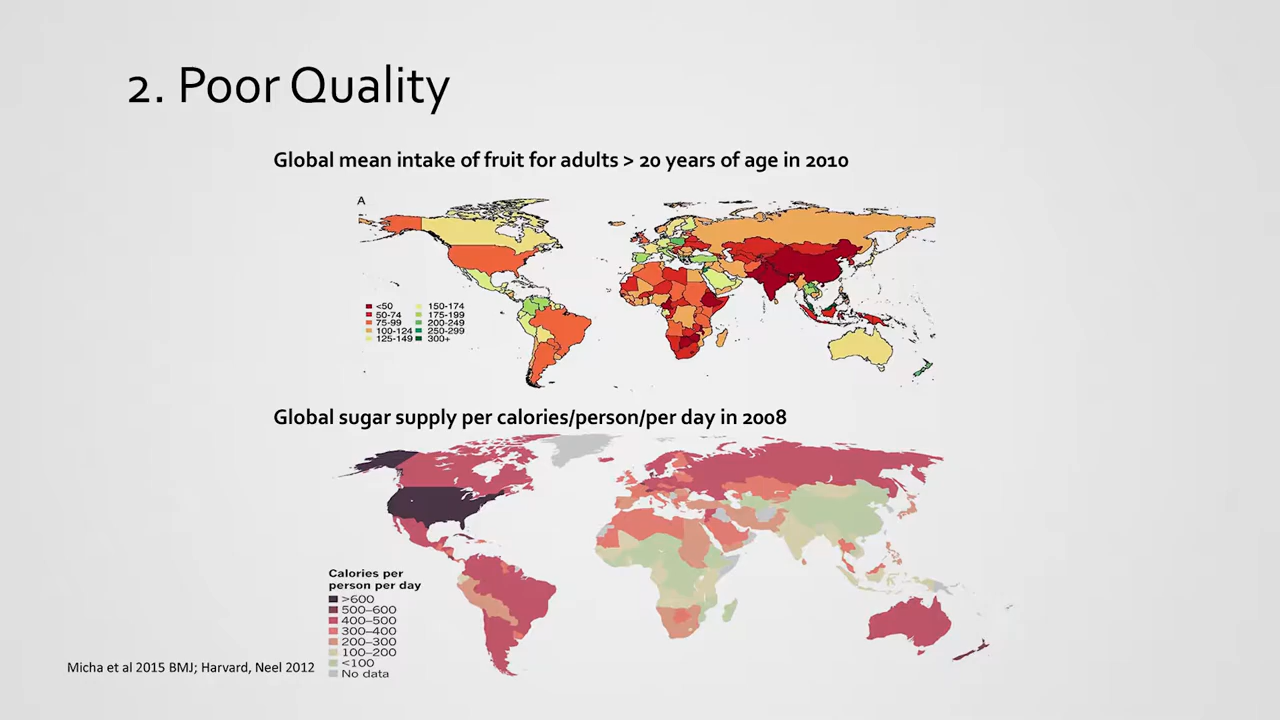 2. Poor Quality
Global mean intake of fruit for adults > 20 years of age in 2010
A
<50
50-74
75-99
100-124
125-149
150-174
175-199
200-249
250-299
300+
Global sugar supply per calories/person/per day in 2008
Calories per
person per day
>600
500–600
400–500
300–400
200–300
100–200
<100
No data
Micha et al 2015 BMJ; Harvard, Neel 2012